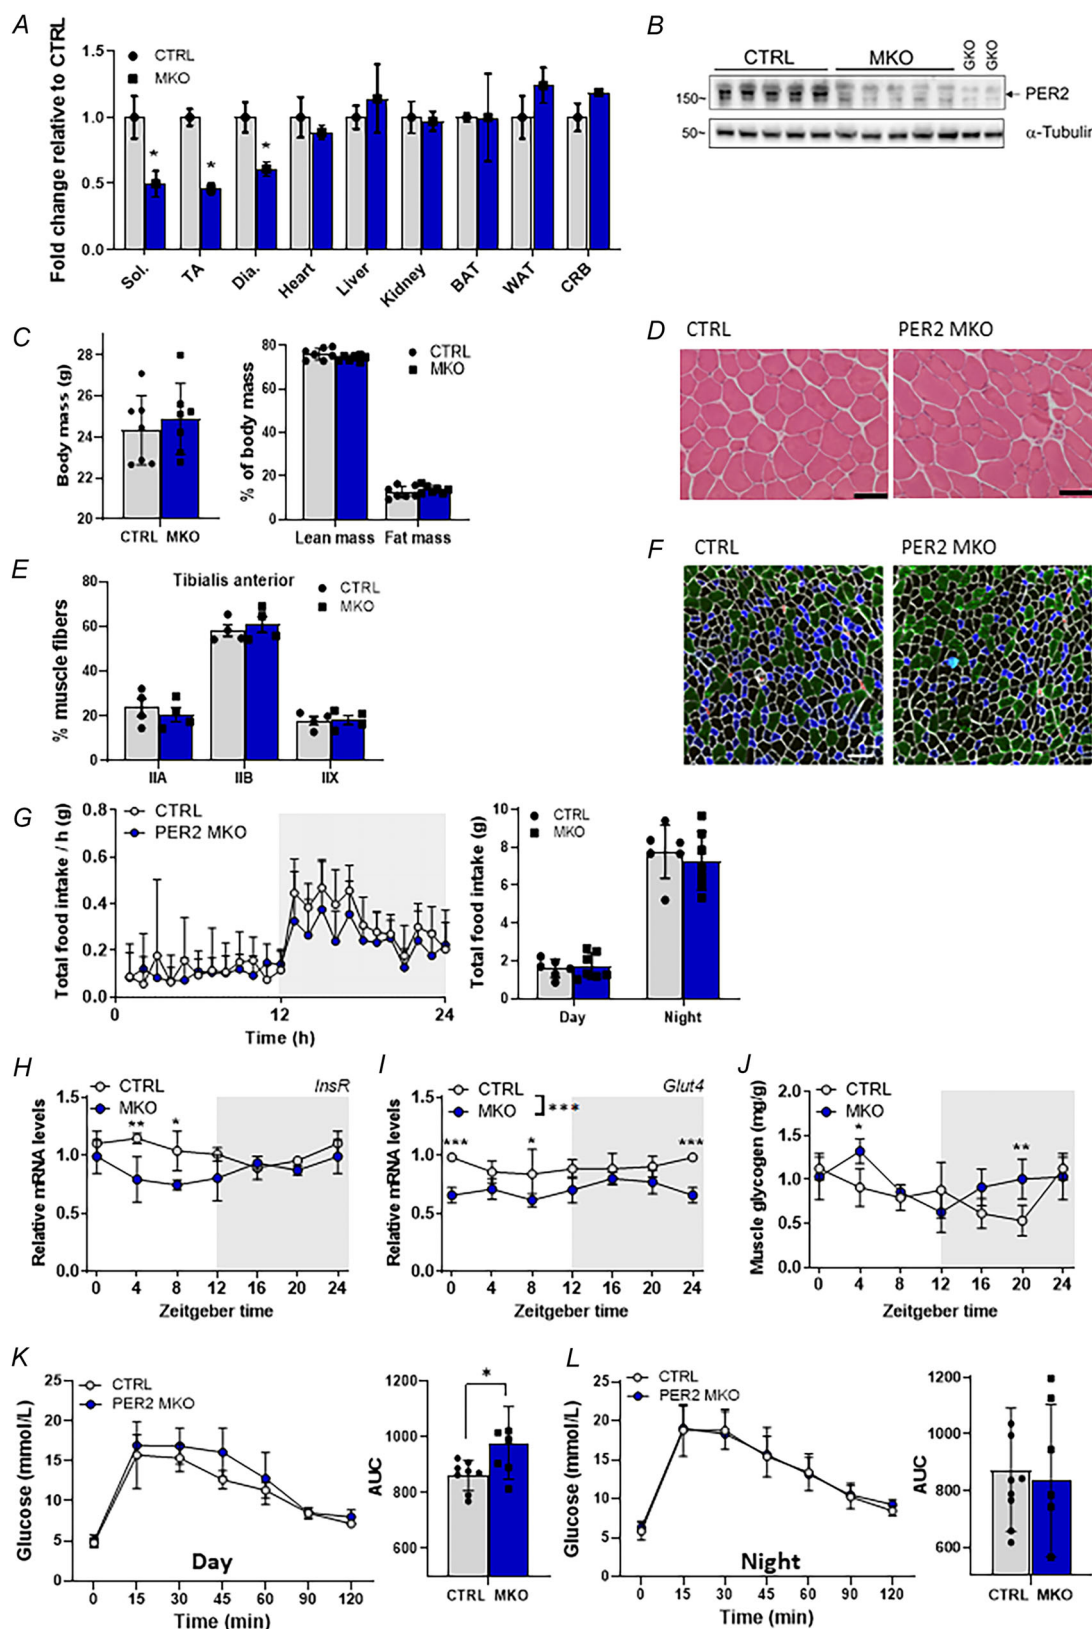 A
Fold change relative to CTRL
1.5
1.0
0.5
0.0
CTRL
MKO
*
*
*
Sol.
TA
Dia.
Heart
Liver
Kidney
BAT
WAT
CRB
B
CTRL
MKO
GKO
GKO
150~
PER2
50~
α-Tubulin
C
Body mass (g)
28
26
24
22
20
CTRL MKO
% of body mass
80
60
40
20
0
CTRL
MKO
Lean mass Fat mass
D
CTRL
PER2 MKO
E
Tibialis anterior
% muscle fibers
80
60
40
20
0
CTRL
MKO
IIA
IIB
IIX
F
CTRL
PER2 MKO
G
Total food intake / h (g)
0.8
0.6
0.4
0.2
0.0
CTRL
PER2 MKO
0
12
24
Time (h)
Total food intake (g)
10
8
6
4
2
0
CTRL
MKO
Day
Night
H
InsR
CTRL
MKO
Relative mRNA levels
1.5
1.0
0.5
0.0
**
*
0 4 8 12 16 20 24
Zeitgeber time
I
Glut4
CTRL
MKO
***
Relative mRNA levels
1.5
1.0
0.5
0.0
***
*
***
0 4 8 12 16 20 24
Zeitgeber time
J
CTRL
MKO
Muscle glycogen (mg/g)
2.0
1.5
1.0
0.5
0.0
*
**
0 4 8 12 16 20 24
Zeitgeber time
K
CTRL
PER2 MKO
Glucose (mmol/L)
25
20
15
10
5
0
Day
0 15 30 45 60 90 120
Time (min)
AUC
1200
1000
800
600
*
CTRL MKO
L
CTRL
PER2 MKO
Glucose (mmol/L)
25
20
15
10
5
0
Night
0 15 30 45 60 90 120
Time (min)
AUC
1200
1000
800
600
CTRL MKO